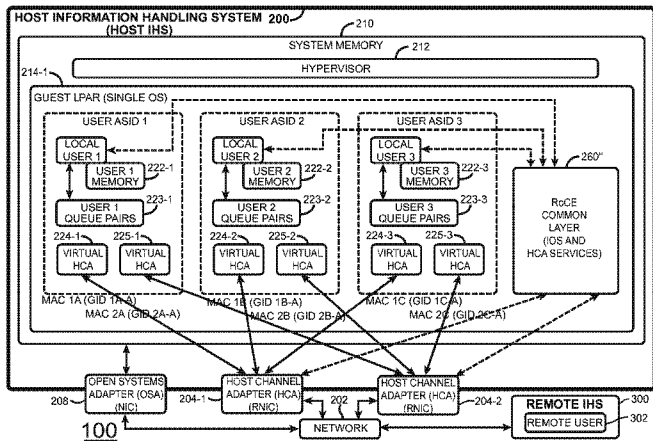 HOST INFORMATION HANDLING SYSTEM 200
(HOST IHS)
210
SYSTEM MEMORY
212
HYPERVISOR
214-1
GUEST LPAR (SINGLE OS)
USER ASID 1
USER ASID 2
USER ASID 3
LOCAL
USER 1
USER 1
MEMORY
222-1
223-1
USER 1
QUEUE PAIRS
224-1
225-1
VIRTUAL
HCA
VIRTUAL
HCA
LOCAL
USER 2
USER 2
MEMORY
222-2
223-2
USER 2
QUEUE PAIRS
224-2
225-2
VIRTUAL
HCA
VIRTUAL
HCA
LOCAL
USER 3
USER 3
MEMORY
222-3
223-3
USER 3
QUEUE PAIRS
224-3
225-3
VIRTUAL
HCA
VIRTUAL
HCA
260"
RoCE
COMMON
LAYER
(IOS AND
HCA SERVICES)
MAC 1A (GID 1A-A)
MAC 2A (GID 2A-A)
MAC 1B (GID 1B-A)
MAC 2B (GID 2B-A)
MAC 1C (GID 1C-A)
MAC 2C (GID 2C-A)
OPEN SYSTEMS
ADAPTER (OSA)
(NIC)
208
HOST CHANNEL
ADAPTER (HCA)
(RNIC)
204-1
HOST CHANNEL
ADAPTER (HCA)
(RNIC)
204-2
202
NETWORK
REMOTE IHS
REMOTE USER
300
302
100